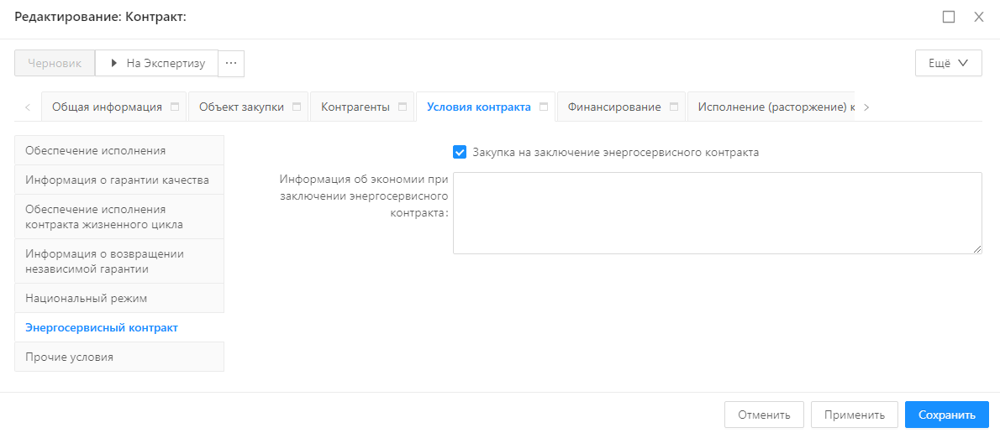 Редактирование: Контракт:
Черновик
На Экспертизу
...
Ещё
Общая информация
Объект закупки
Контрагенты
Условия контракта
Финансирование
Исполнение (расторжение) к
Обеспечение исполнения
Информация о гарантии качества
Обеспечение исполнения
контракта жизненного цикла
Информация о возвращении
независимой гарантии
Национальный режим
Энергосервисный контракт
Прочие условия
Закупка на заключение энергосервисного контракта
Информация об экономии при
заключении энергосервисного
контракта:
Отменить
Применить
Сохранить